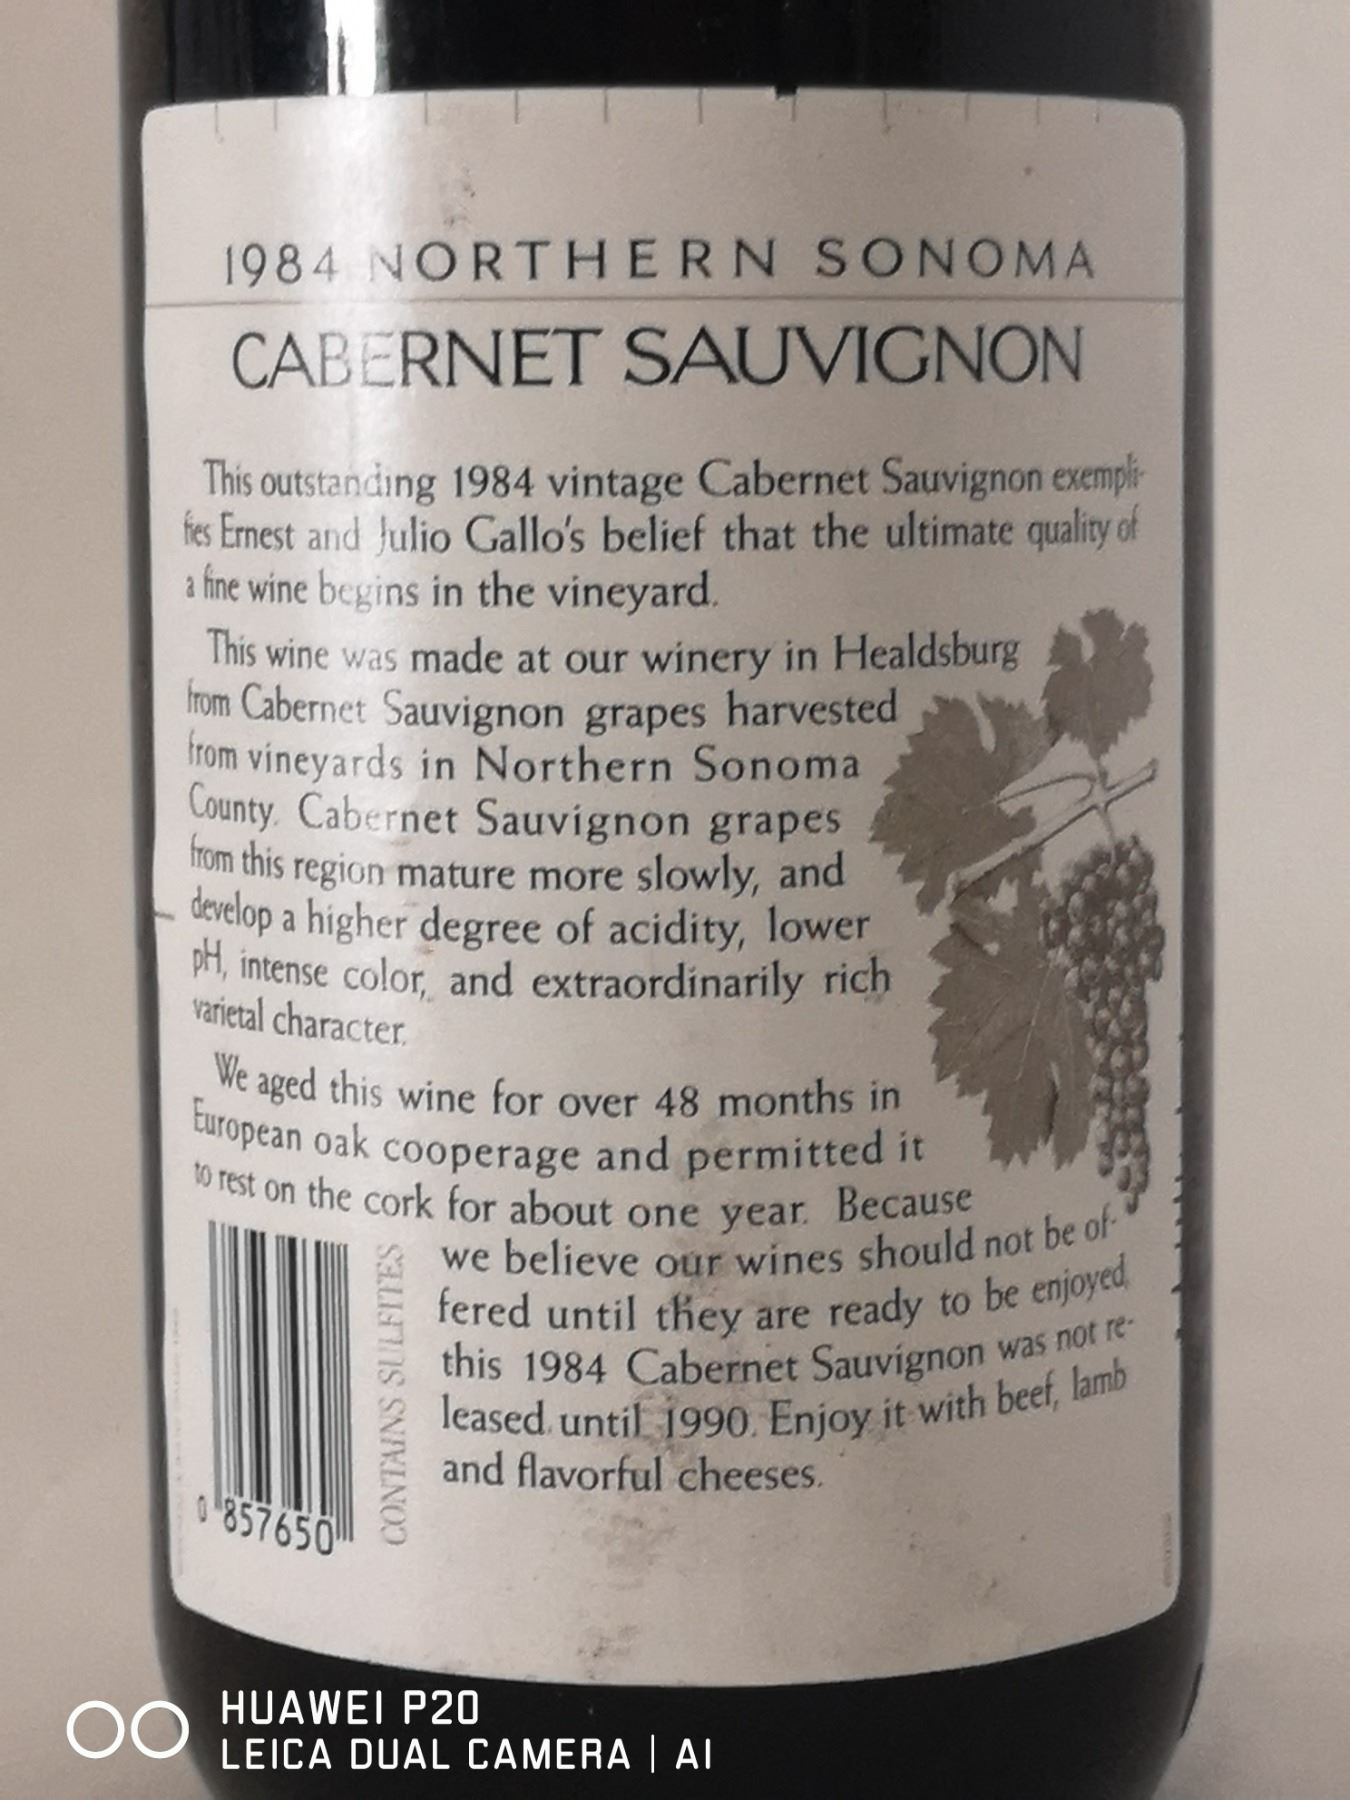 1984 NORTHERN SONOMA
CABERNET SAUVIGNON
This outstanding 1984 vintage Cabernet Sauvignon exempli-
fies Ernest and Julio Gallo's belief that the ultimate quality of
a fine wine begins in the vineyard.
This wine was made at our winery in Healdsburg
from Cabernet Sauvignon grapes harvested
from vineyards in Northern Sonoma
County. Cabernet Sauvignon grapes
from this region mature more slowly, and
develop a higher degree of acidity, lower
pH, intense color, and extraordinarily rich
varietal character.
We aged this wine for over 48 months in
European oak cooperage and permitted it
to rest on the cork for about one year. Because
we believe our wines should not be of-
fered until they are ready to be enjoyed,
this 1984 Cabernet Sauvignon was not re-
leased until 1990. Enjoy it with beef, lamb
and flavorful cheeses.
CONTAINS SULFITES
0 857650
HUAWEI P20
LEICA DUAL CAMERA | AI